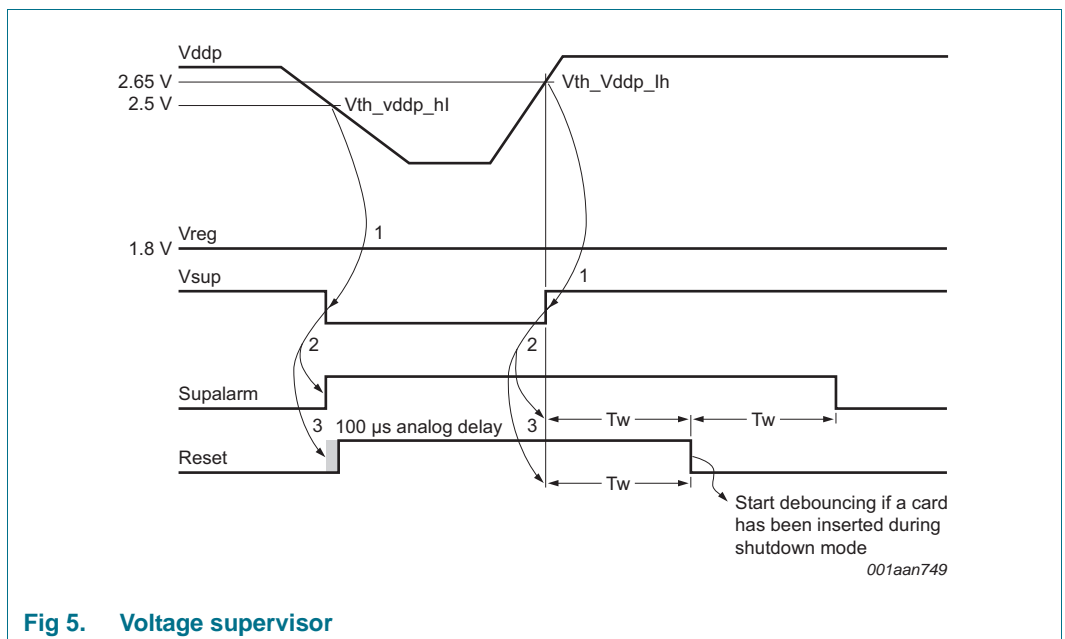 Vddp
2.65 V
Vth_Vddp_lh
2.5 V
Vth_vddp_hl
Vreg
1
1.8 V
Vsup
1
2
2
Supalarm
Tw
Tw
3
100 µs analog delay
3
Reset
Tw
Start debouncing if a card
has been inserted during
shutdown mode
001aan749
Fig 5. Voltage supervisor